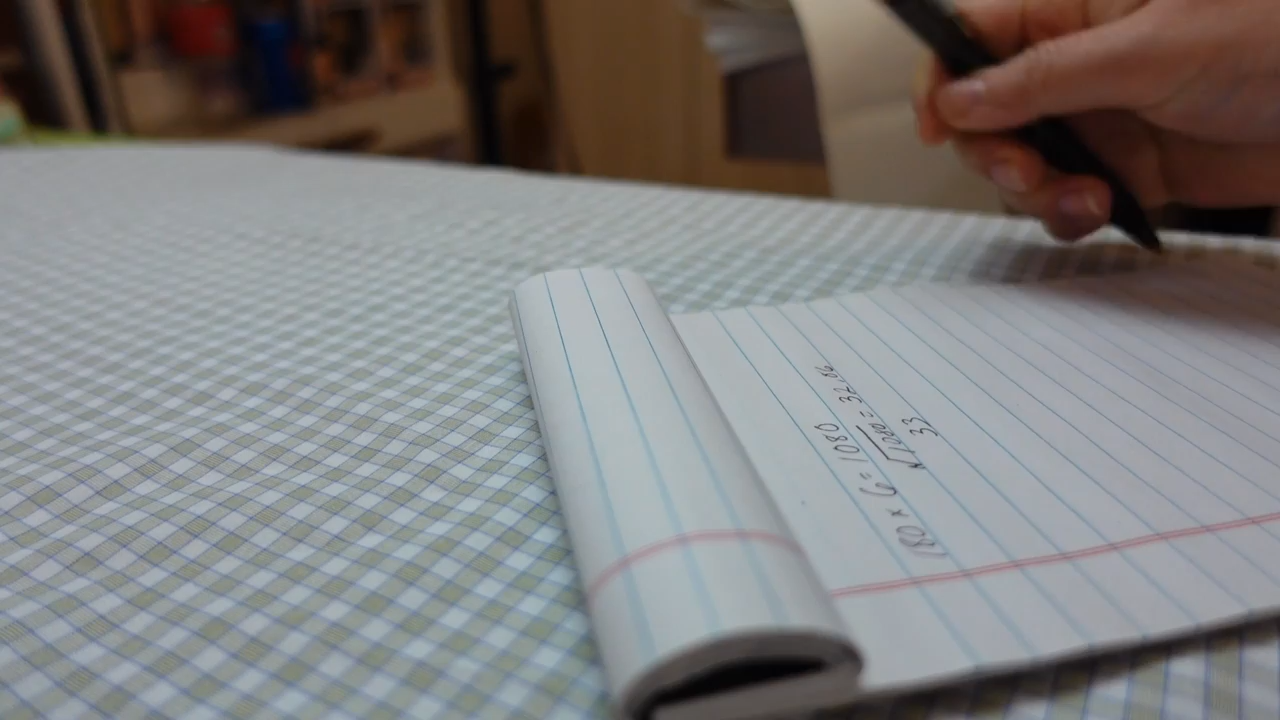 180 × 6 = 1080
√1080 = 32.86
33